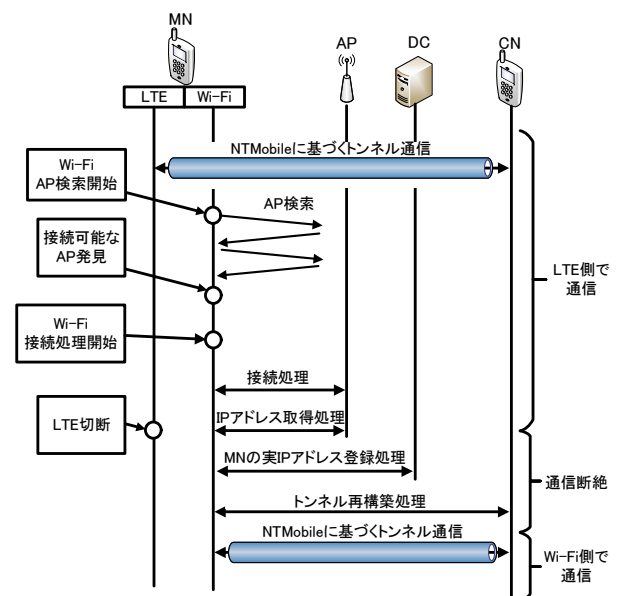 MN
AP
DC
CN
LTE
Wi-Fi
NTMobileに基づくトンネル通信
Wi-Fi
AP検索開始
AP検索
接続可能な
AP発見
LTE側で
通信
Wi-Fi
接続処理開始
接続処理
LTE切断
IPアドレス取得処理
MNの実IPアドレス登録処理
通信断絶
トンネル再構築処理
NTMobileに基づくトンネル通信
Wi-Fi側で
通信